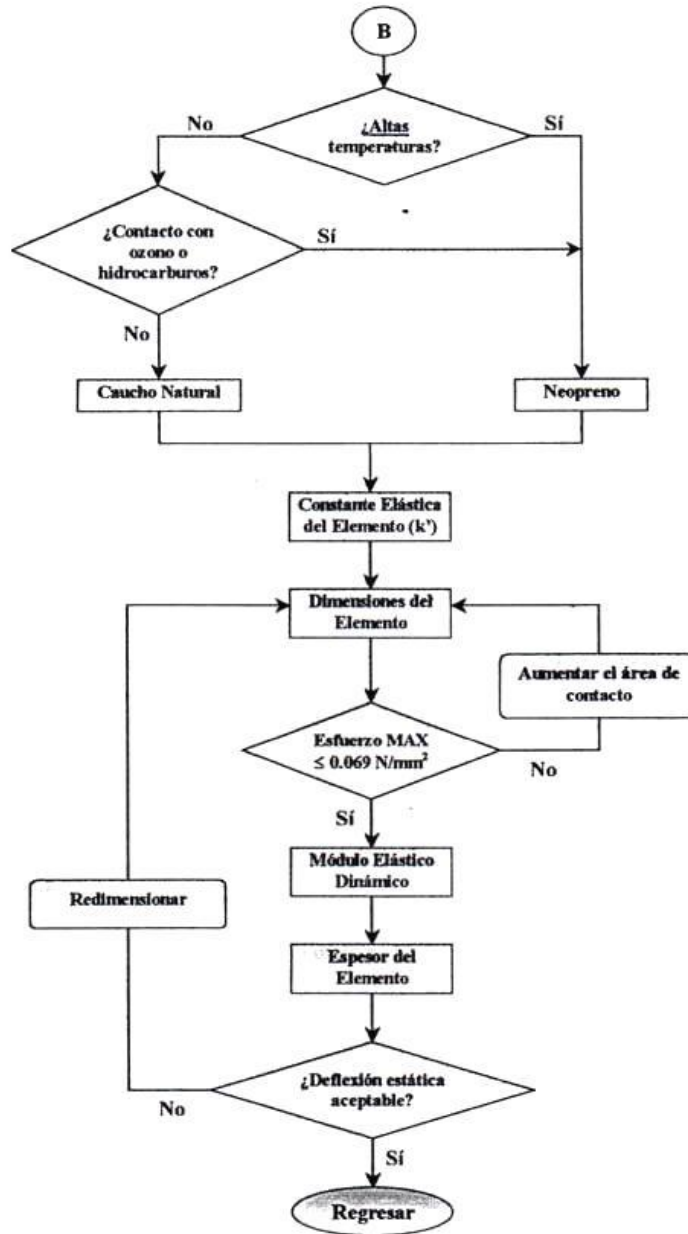 B
¿Altas
temperaturas?
No
Sí
¿Contacto con
ozono o
hidrocarburos?
Sí
No
Caucho Natural
Neopreno
Constante Elástica
del Elemento (k')
Dimensiones del
Elemento
Aumentar el área de
contacto
Esfuerzo MAX
≤ 0.069 N/mm²
No
Sí
Módulo Elástico
Dinámico
Redimensionar
Espesor del
Elemento
¿Deflexión estática
aceptable?
No
Sí
Regresar